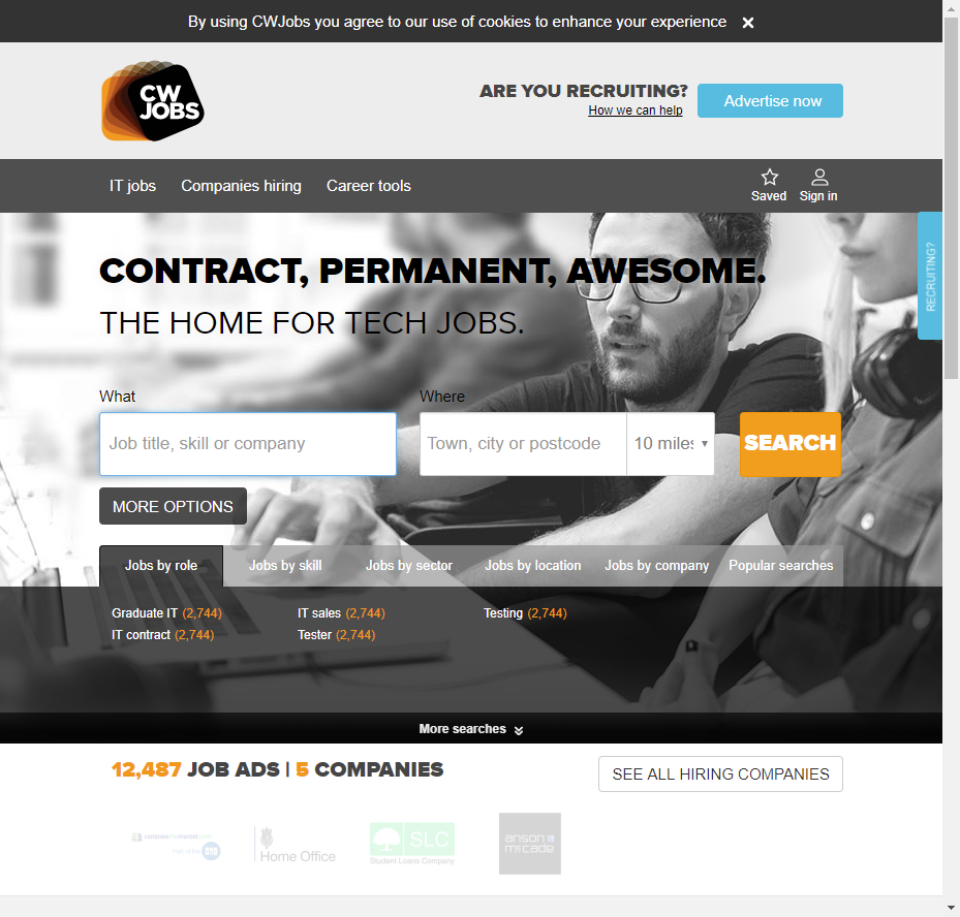 By using CWJobs you agree to our use of cookies to enhance your experience ×
CW
JOBS
ARE YOU RECRUITING?
How we can help
Advertise now
IT jobs
Companies hiring
Career tools
Saved
Sign in
RECRUITING?
CONTRACT, PERMANENT, AWESOME.
THE HOME FOR TECH JOBS.
What
Where
Job title, skill or company
Town, city or postcode
10 miles
SEARCH
MORE OPTIONS
Jobs by role
Jobs by skill
Jobs by sector
Jobs by location
Jobs by company
Popular searches
Graduate IT (2,744)
IT sales (2,744)
Testing (2,744)
IT contract (2,744)
Tester (2,744)
More searches
12,487 JOB ADS | 5 COMPANIES
SEE ALL HIRING COMPANIES
Home Office
SLC
Student Loans Company
anson
mccade